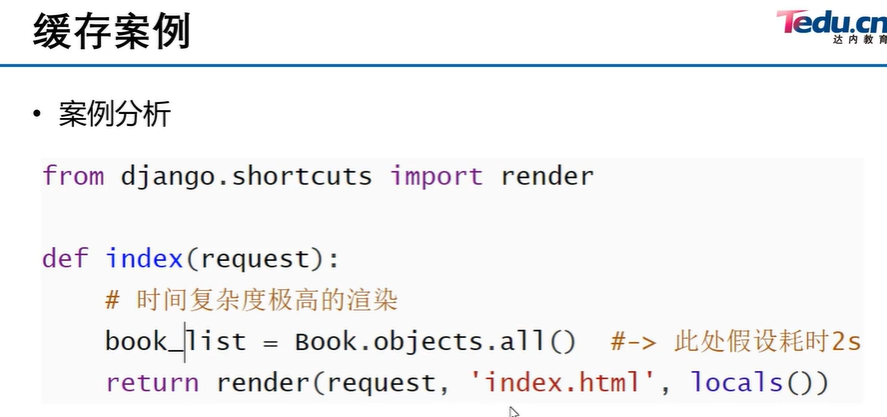 缓存案例
Tedu.cn
达内教育
• 案例分析
from django.shortcuts import render
def index(request):
    # 时间复杂度极高的渲染
    book_list = Book.objects.all()  #-> 此处假设耗时2s
    return render(request, 'index.html', locals())